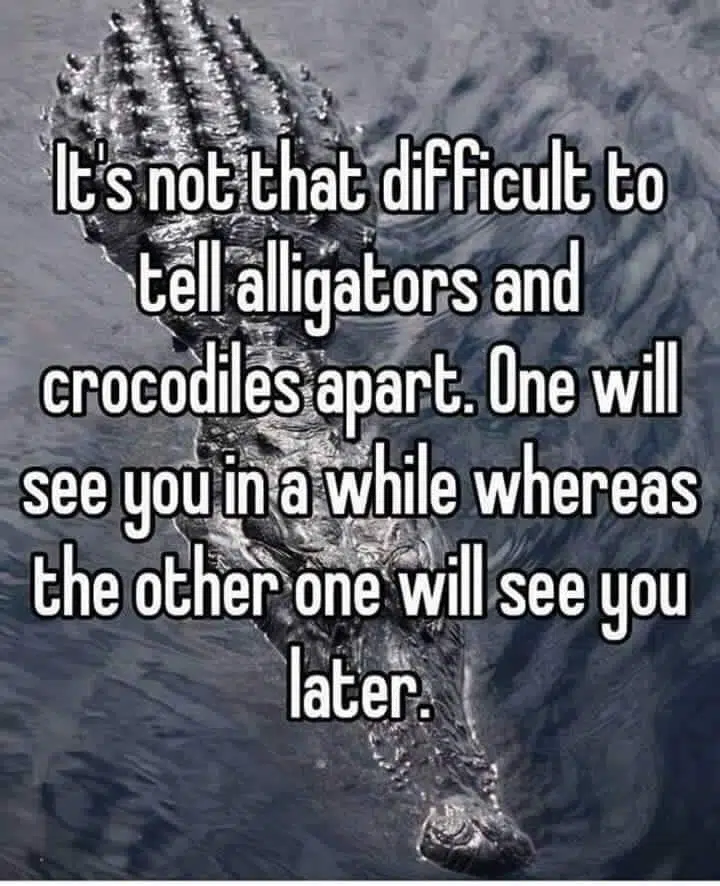 It's not that difficult to
tell alligators and
crocodiles apart. One will
see you in a while whereas
the other one will see you
later.